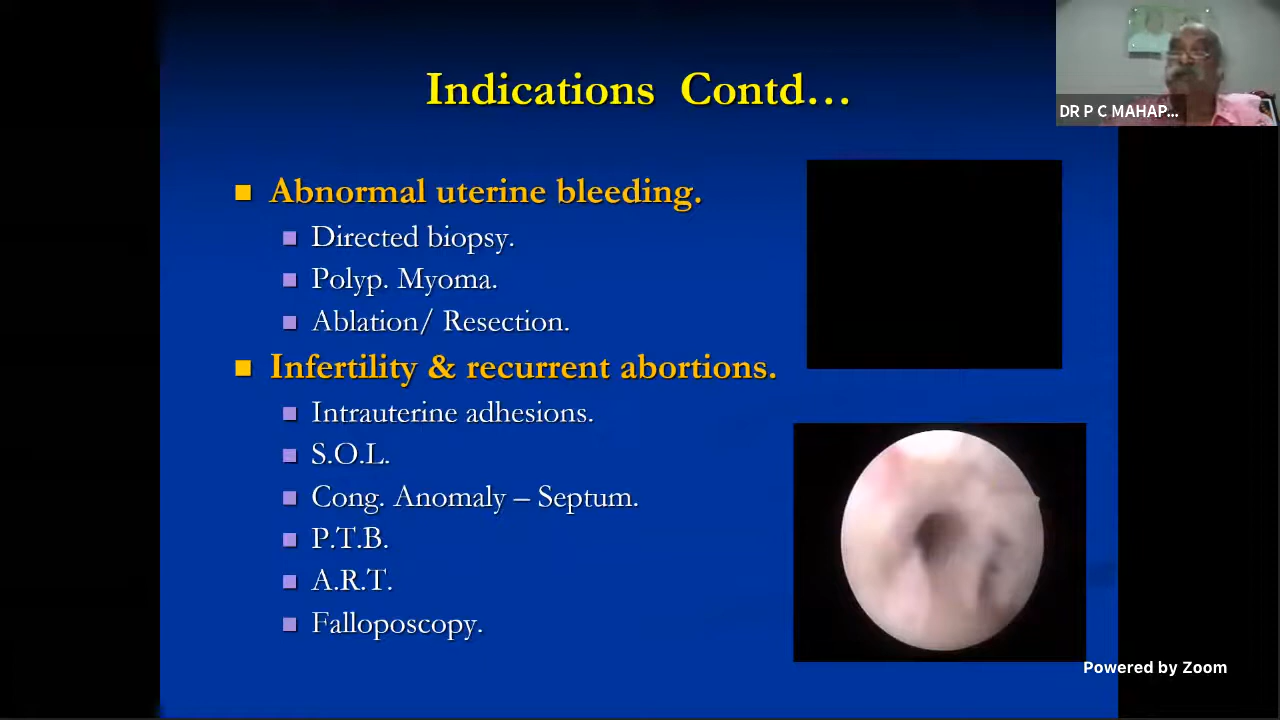 Indications Contd...
Abnormal uterine bleeding.
Directed biopsy.
Polyp. Myoma.
Ablation/ Resection.
Infertility & recurrent abortions.
Intrauterine adhesions.
S.O.L.
Cong. Anomaly – Septum.
P.T.B.
A.R.T.
Falloposcopy.
DR P C MAHAP...
Powered by Zoom